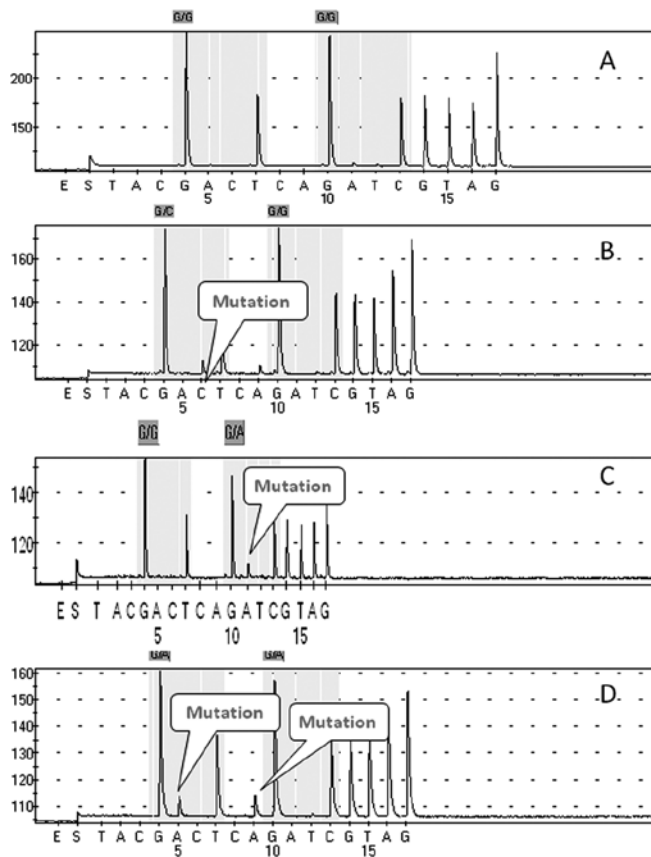 G/G G/G
A
200
150
E S T A C G A C T C A G A T C G T A G
5 10 15
G/C G/G
B
160
140
120
Mutation
E S T A C G A C T C A G A T C G T A G
5 10 15
G/G G/A
C
140
120
Mutation
E S T A C G A C T C A G A T C G T A G
5 10 15
G/A G/A
D
160
150
140
130
120
110
Mutation
Mutation
E S T A C G A C T C A G A T C G T A G
5 10 15